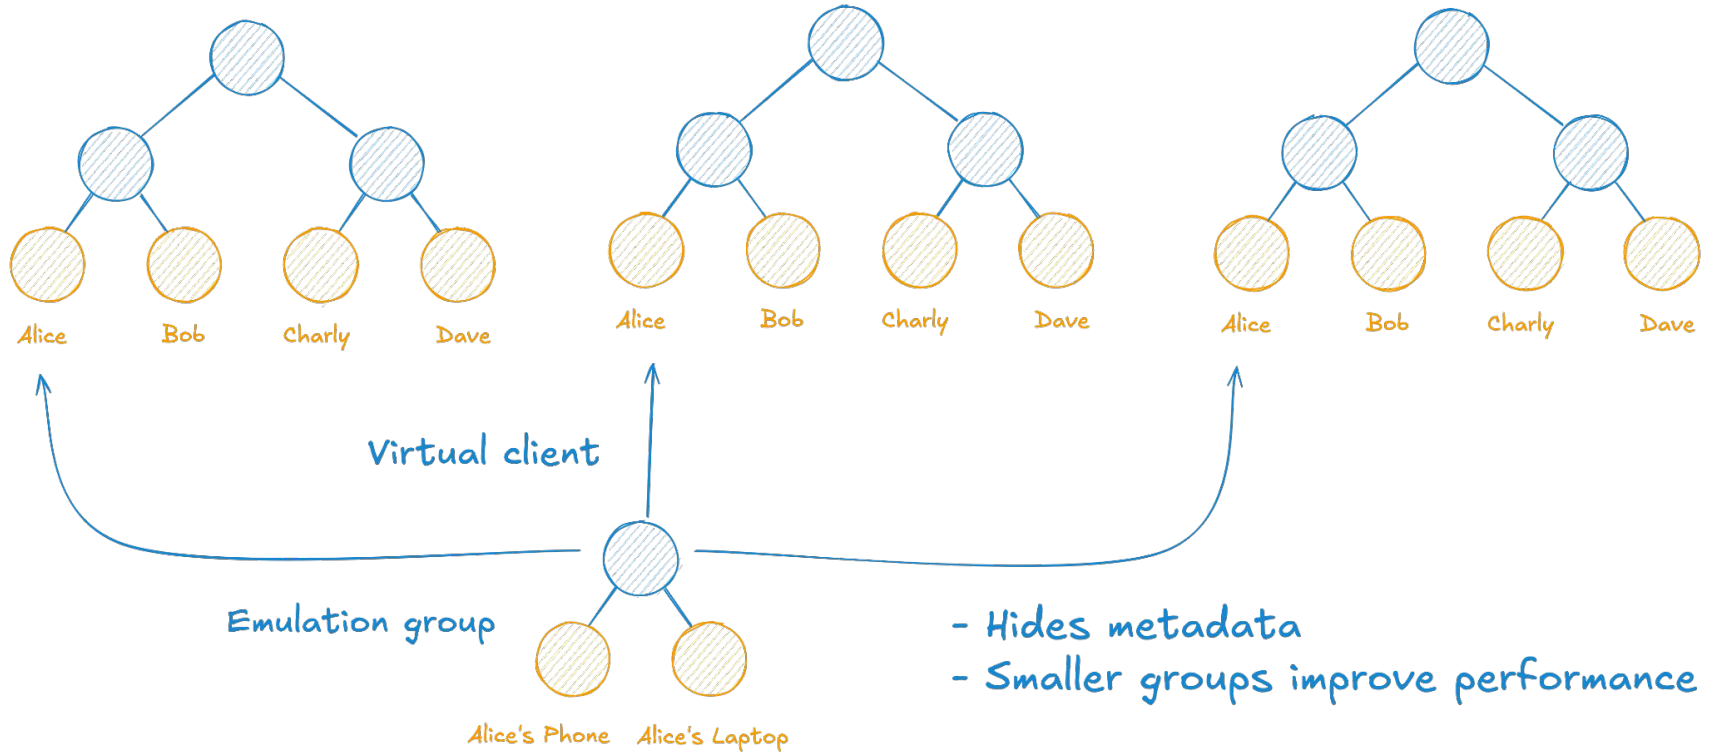 Alice Bob Charly Dave
Alice Bob Charly Dave
Alice Bob Charly Dave
Virtual client
Emulation group
- Hides metadata
- Smaller groups improve performance
Alice's Phone Alice's Laptop